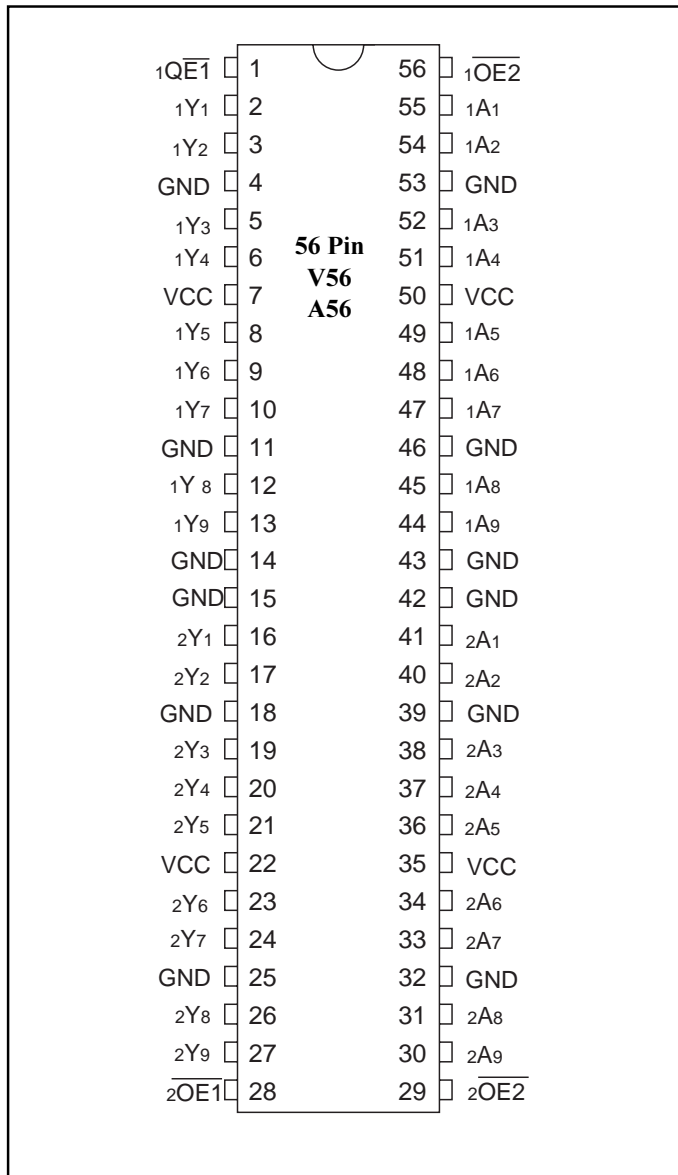 1QE1 1 56 1OE2
1Y1 2 55 1A1
1Y2 3 54 1A2
GND 4 53 GND
1Y3 5 52 1A3
1Y4 6 51 1A4
56 Pin
V56
A56
VCC 7 50 VCC
1Y5 8 49 1A5
1Y6 9 48 1A6
1Y7 10 47 1A7
GND 11 46 GND
1Y 8 12 45 1A8
1Y9 13 44 1A9
GND 14 43 GND
GND 15 42 GND
2Y1 16 41 2A1
2Y2 17 40 2A2
GND 18 39 GND
2Y3 19 38 2A3
2Y4 20 37 2A4
2Y5 21 36 2A5
VCC 22 35 VCC
2Y6 23 34 2A6
2Y7 24 33 2A7
GND 25 32 GND
2Y8 26 31 2A8
2Y9 27 30 2A9
2OE1 28 29 2OE2